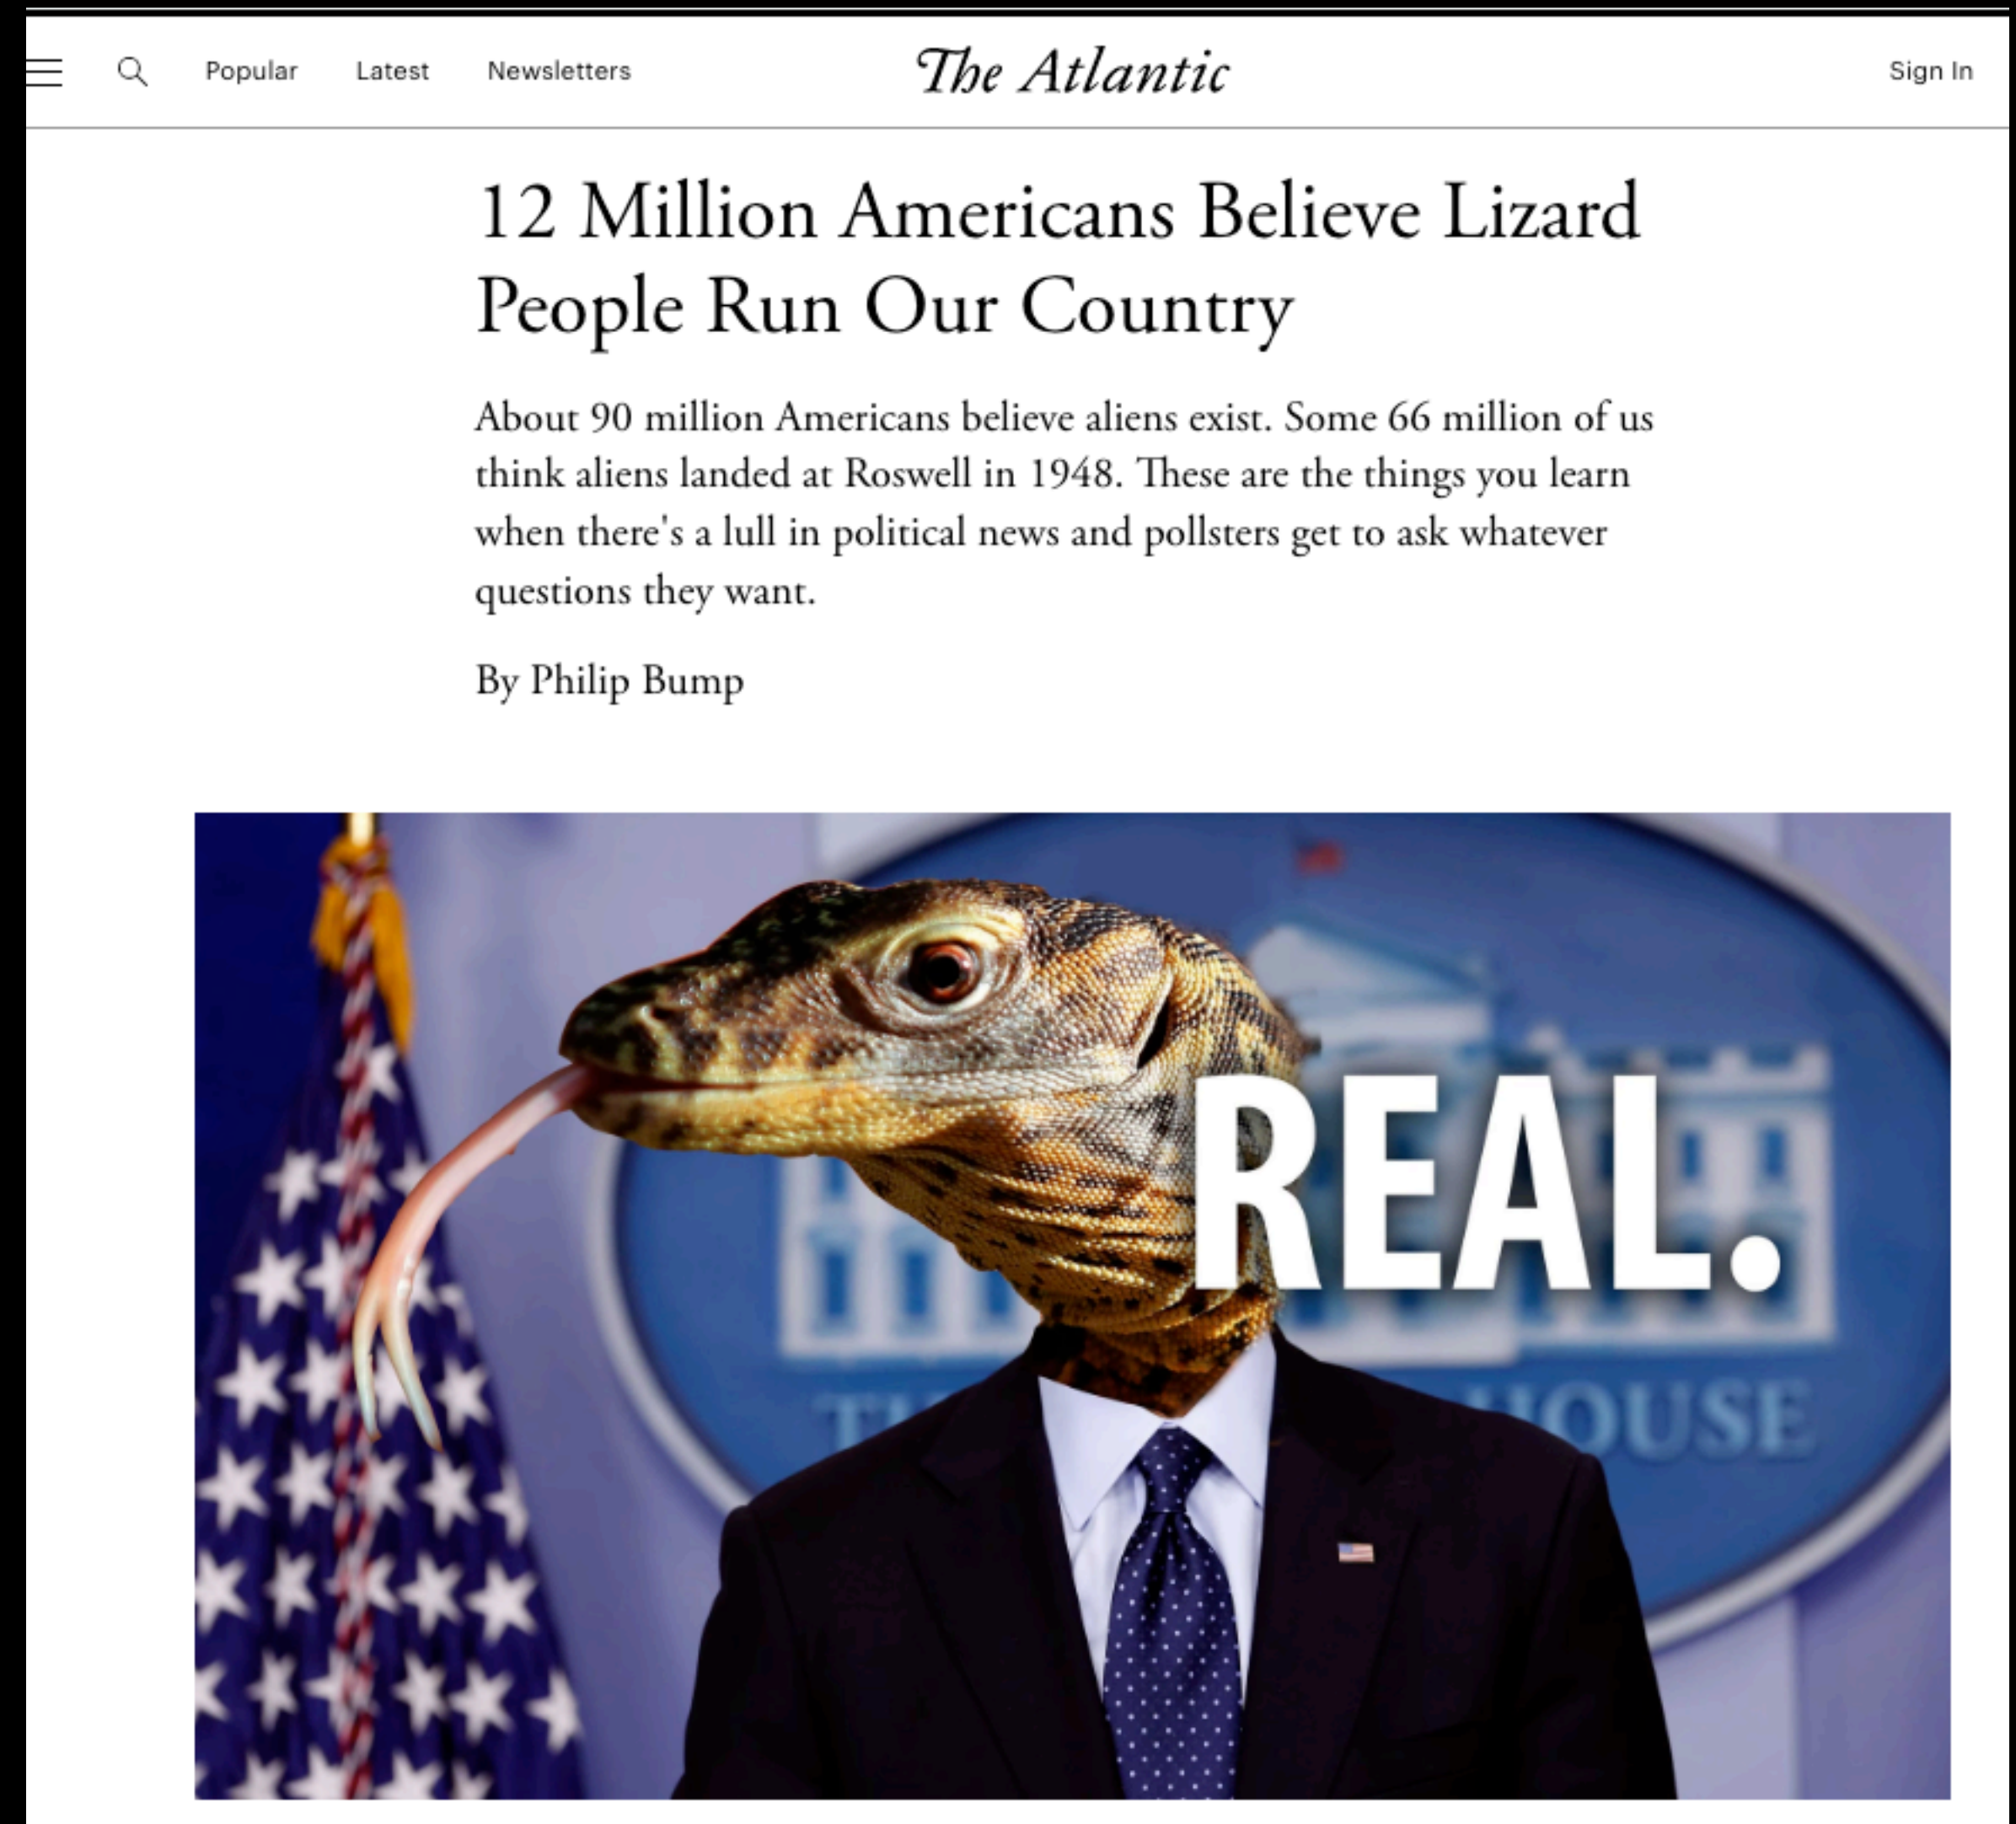 Popular Latest Newsletters The Atlantic Sign In
12 Million Americans Believe Lizard
People Run Our Country
About 90 million Americans believe aliens exist. Some 66 million of us
think aliens landed at Roswell in 1948. These are the things you learn
when there's a lull in political news and pollsters get to ask whatever
questions they want.
By Philip Bump
REAL.
HOUSE